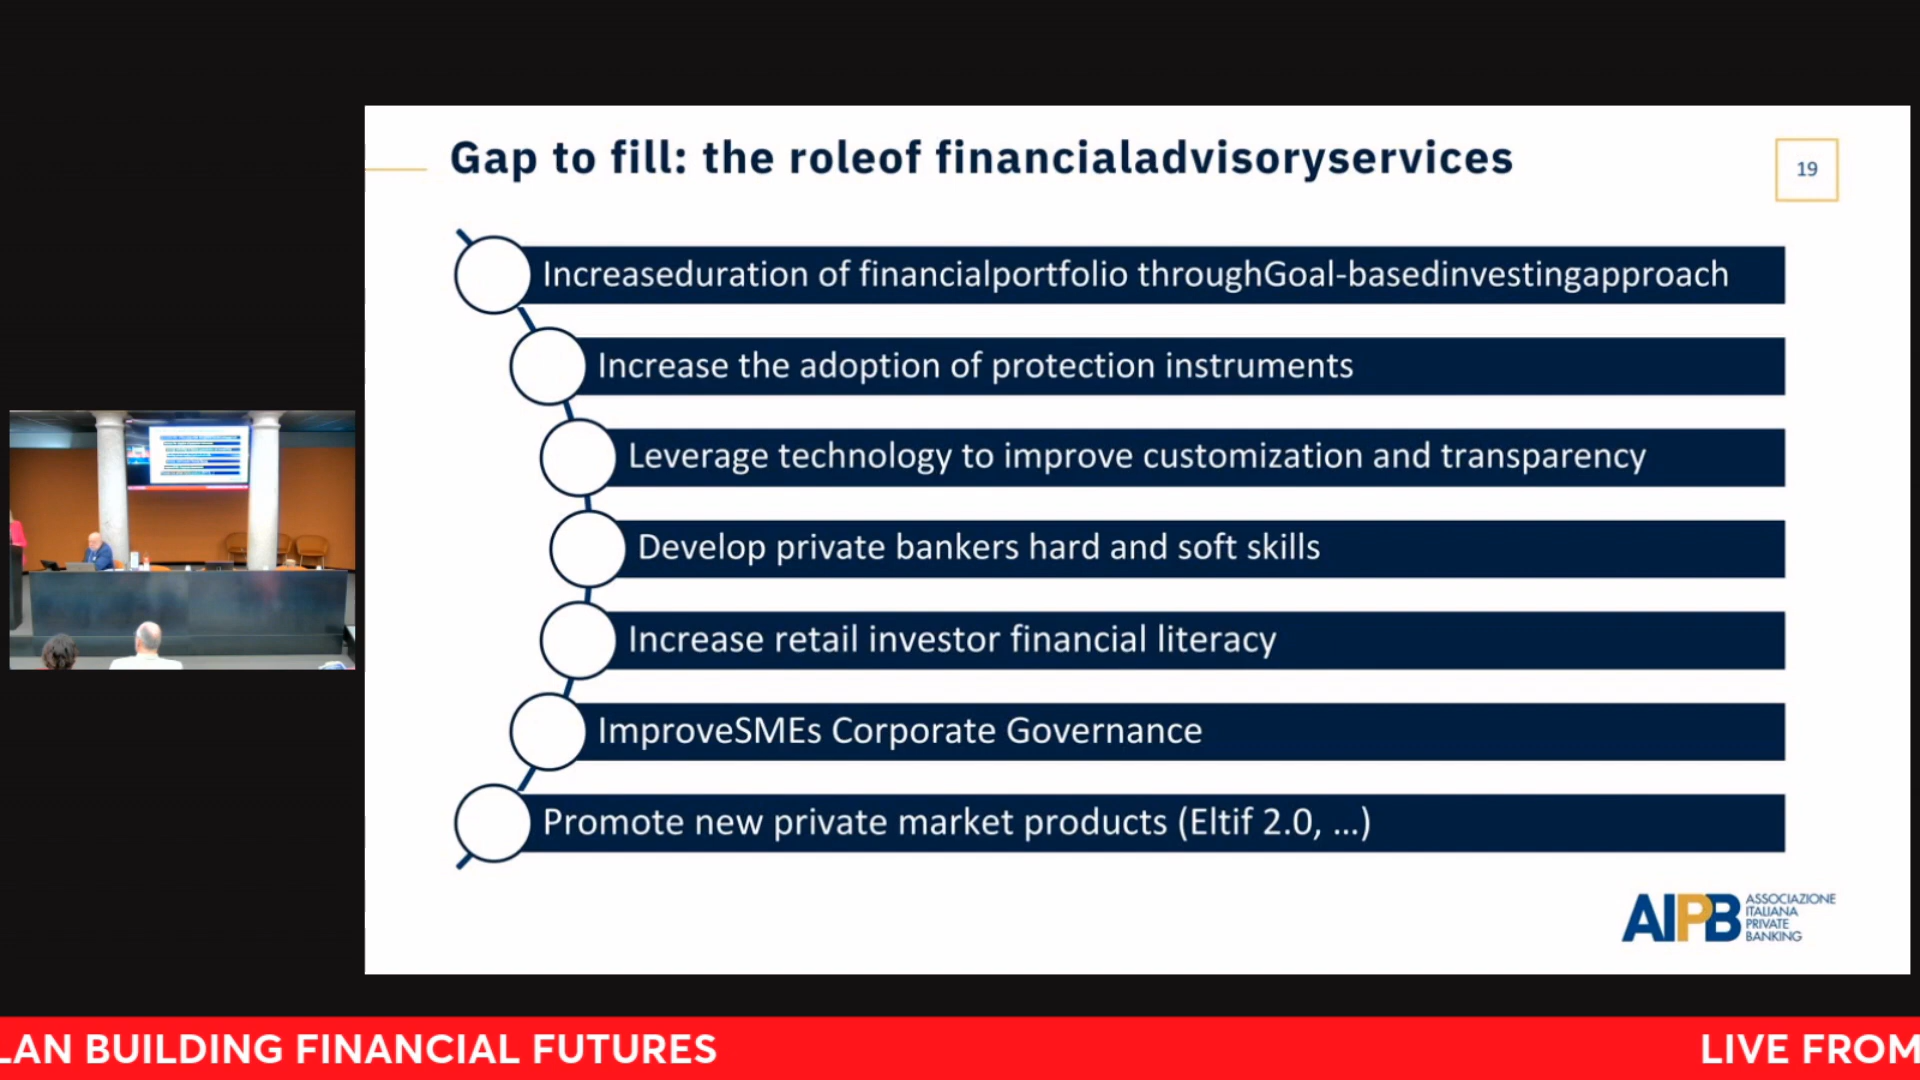 Gap to fill: the roleof financialadvisoryservices
19
Increaseduration of financialportfolio throughGoal-basedinvestingapproach
Increase the adoption of protection instruments
Leverage technology to improve customization and transparency
Develop private bankers hard and soft skills
Increase retail investor financial literacy
ImproveSMEs Corporate Governance
Promote new private market products (Eltif 2.0, ...)
AIPB
ASSOCIAZIONE
ITALIANA
PRIVATE
BANKING
LAN BUILDING FINANCIAL FUTURES
LIVE FROM